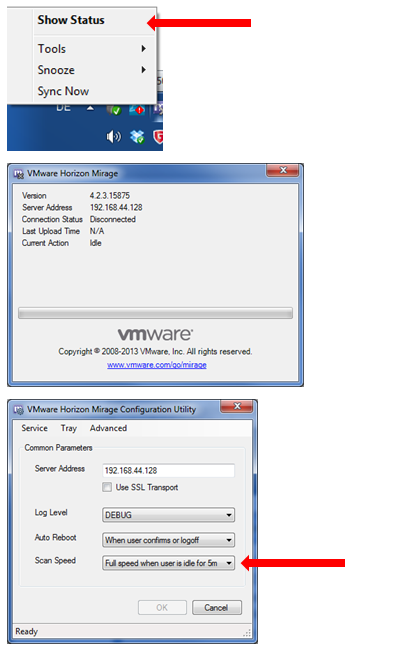 Show Status
Tools
Snooze
Sync Now
DE
VMware Horizon Mirage
Version 4.2.3.15875
Server Address 192.168.44.128
Connection Status Disconnected
Last Upload Time N/A
Current Action Idle
vmware
Copyright © 2008-2013 VMware, Inc. All rights reserved.
www.vmware.com/go/mirage
VMware Horizon Mirage Configuration Utility
Service Tray Advanced
Common Parameters
Server Address 192.168.44.128
Use SSL Transport
Log Level DEBUG
Auto Reboot When user confirms or logoff
Scan Speed Full speed when user is idle for 5m
OK Cancel
Ready